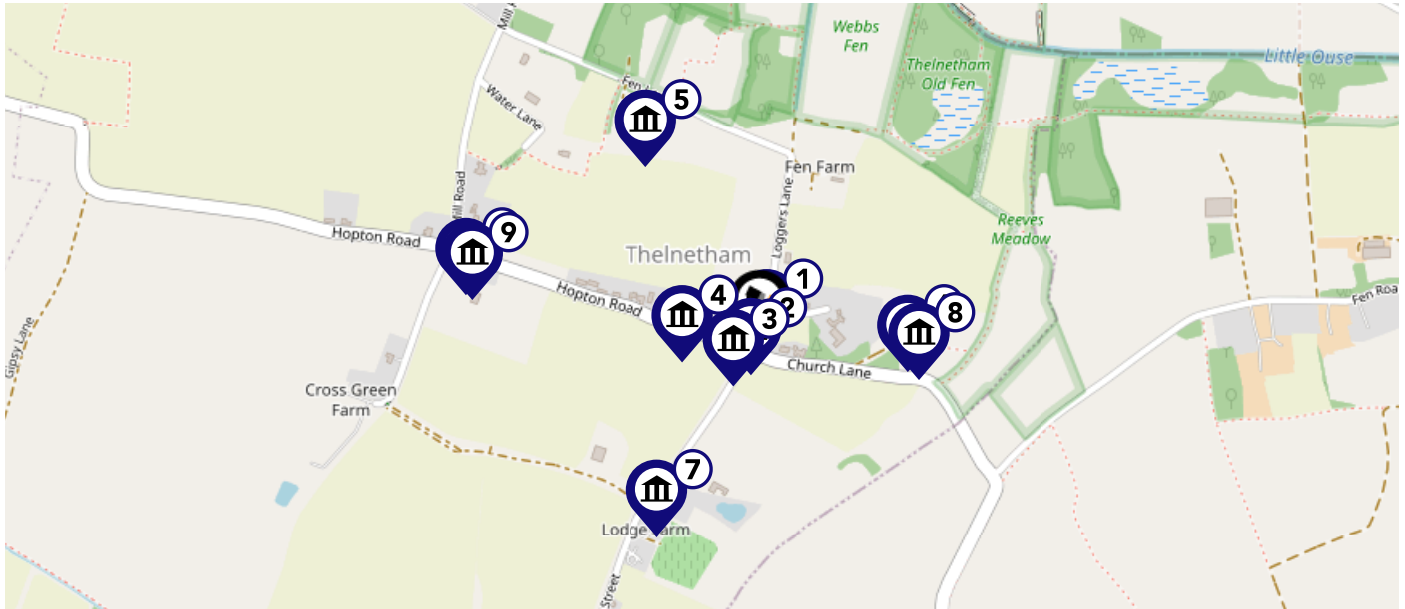 Mill
Webbs
Fen
Little Ouse
Thelnetham
Old Fen
Fen
5
Water Lane
Fen Farm
Mill Road
Loggers Lane
Reeves
Meadow
Hopton Road
9
Thelnetham
1
Hopton Road
4
2
3
8
Fen Roa
Gipsy Lane
Church Lane
Cross Green
Farm
7
Lodge Farm
Street